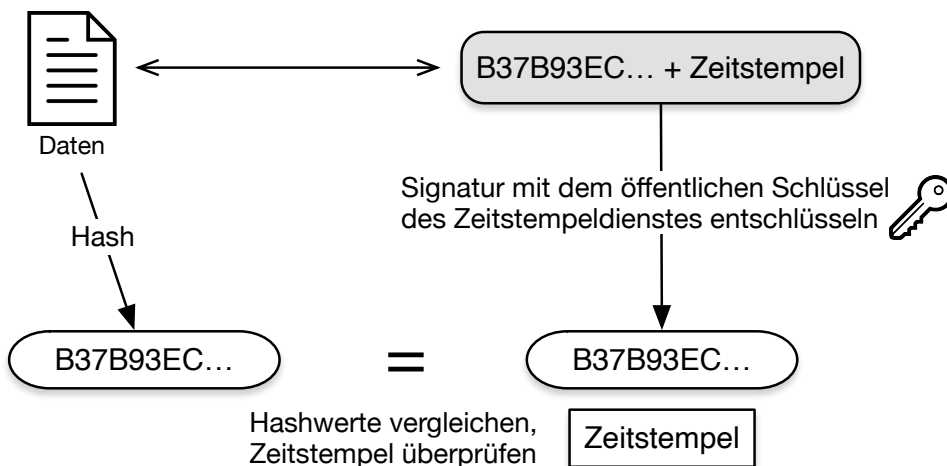 B37B93EC… + Zeitstempel
Daten
Signatur mit dem öffentlichen Schlüssel
des Zeitstempeldienstes entschlüsseln
Hash
B37B93EC…
=
B37B93EC…
Hashwerte vergleichen,
Zeitstempel überprüfen
Zeitstempel